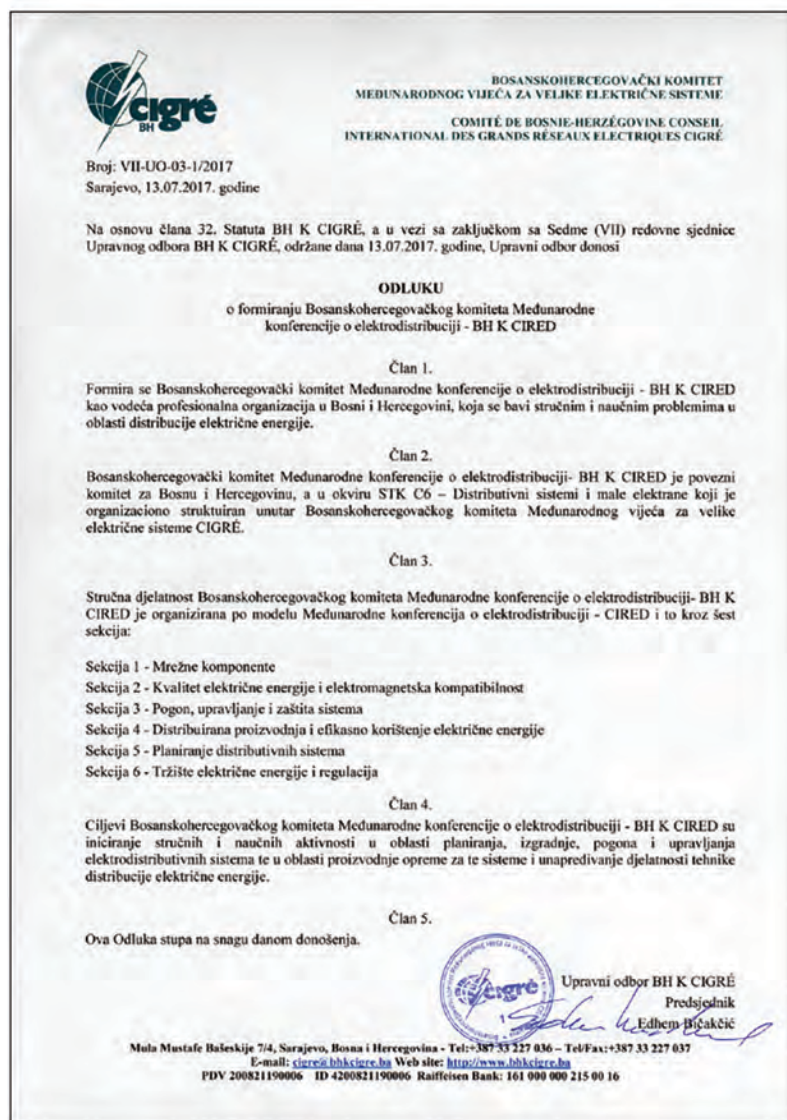 cigré
BH
BOSANSKOHERCEGOVAČKI KOMITET
MEĐUNARODNOG VIJEĆA ZA VELIKE ELEKTRIČNE SISTEME
COMITÉ DE BOSNIE-HERZÉGOVINE CONSEIL
INTERNATIONAL DES GRANDS RÉSEAUX ELECTRIQUES CIGRÉ
Broj: VII-UO-03-1/2017
Sarajevo, 13.07.2017. godine
Na osnovu člana 32. Statuta BH K CIGRÉ, a u vezi sa zaključkom sa Sedme (VII) redovne sjednice
Upravnog odbora BH K CIGRÉ, održane dana 13.07.2017. godine, Upravni odbor donosi
ODLUKU
o formiranju Bosanskohercegovačkog komiteta Međunarodne
konferencije o elektrodistribuciji - BH K CIRED
Član 1.
Formira se Bosanskohercegovački komitet Međunarodne konferencije o elektrodistribuciji - BH K CIRED
kao vodeća profesionalna organizacija u Bosni i Hercegovini, koja se bavi stručnim i naučnim problemima u
oblasti distribucije električne energije.
Član 2.
Bosanskohercegovački komitet Međunarodne konferencije o elektrodistribuciji- BH K CIRED je povezni
komitet za Bosnu i Hercegovinu, a u okviru STK C6 – Distributivni sistemi i male elektrane koji je
organizaciono struktuiran unutar Bosanskohercegovačkog komiteta Međunarodnog vijeća za velike
električne sisteme CIGRÉ.
Član 3.
Stručna djelatnost Bosanskohercegovačkog komiteta Međunarodne konferencije o elektrodistribuciji- BH K
CIRED je organizirana po modelu Međunarodne konferencija o elektrodistribuciji - CIRED i to kroz šest
sekcija:
Sekcija 1 - Mrežne komponente
Sekcija 2 - Kvalitet električne energije i elektromagnetska kompatibilnost
Sekcija 3 - Pogon, upravljanje i zaštita sistema
Sekcija 4 - Distribuirana proizvodnja i efikasno korištenje električne energije
Sekcija 5 - Planiranje distributivnih sistema
Sekcija 6 - Tržište električne energije i regulacija
Član 4.
Ciljevi Bosanskohercegovačkog komiteta Međunarodne konferencije o elektrodistribuciji - BH K CIRED su
iniciranje stručnih i naučnih aktivnosti u oblasti planiranja, izgradnje, pogona i upravljanja
elektrodistributivnih sistema te u oblasti proizvodnje opreme za te sisteme i unapređivanje djelatnosti tehnike
distribucije električne energije.
Član 5.
Ova Odluka stupa na snagu danom donošenja.
cigré
Upravni odbor BH K CIGRÉ
Predsjednik
Edhem Bičakčić
Mula Mustafe Bašeskije 7/4, Sarajevo, Bosna i Hercegovina - Tel:+387 33 227 036 – Tel/Fax:+387 33 227 037
E-mail: cigre@bhkcigre.ba Web site: http://www.bhkcigre.ba
PDV 200821190006 ID 4200821190006 Raiffeisen Bank: 161 000 000 215 00 16